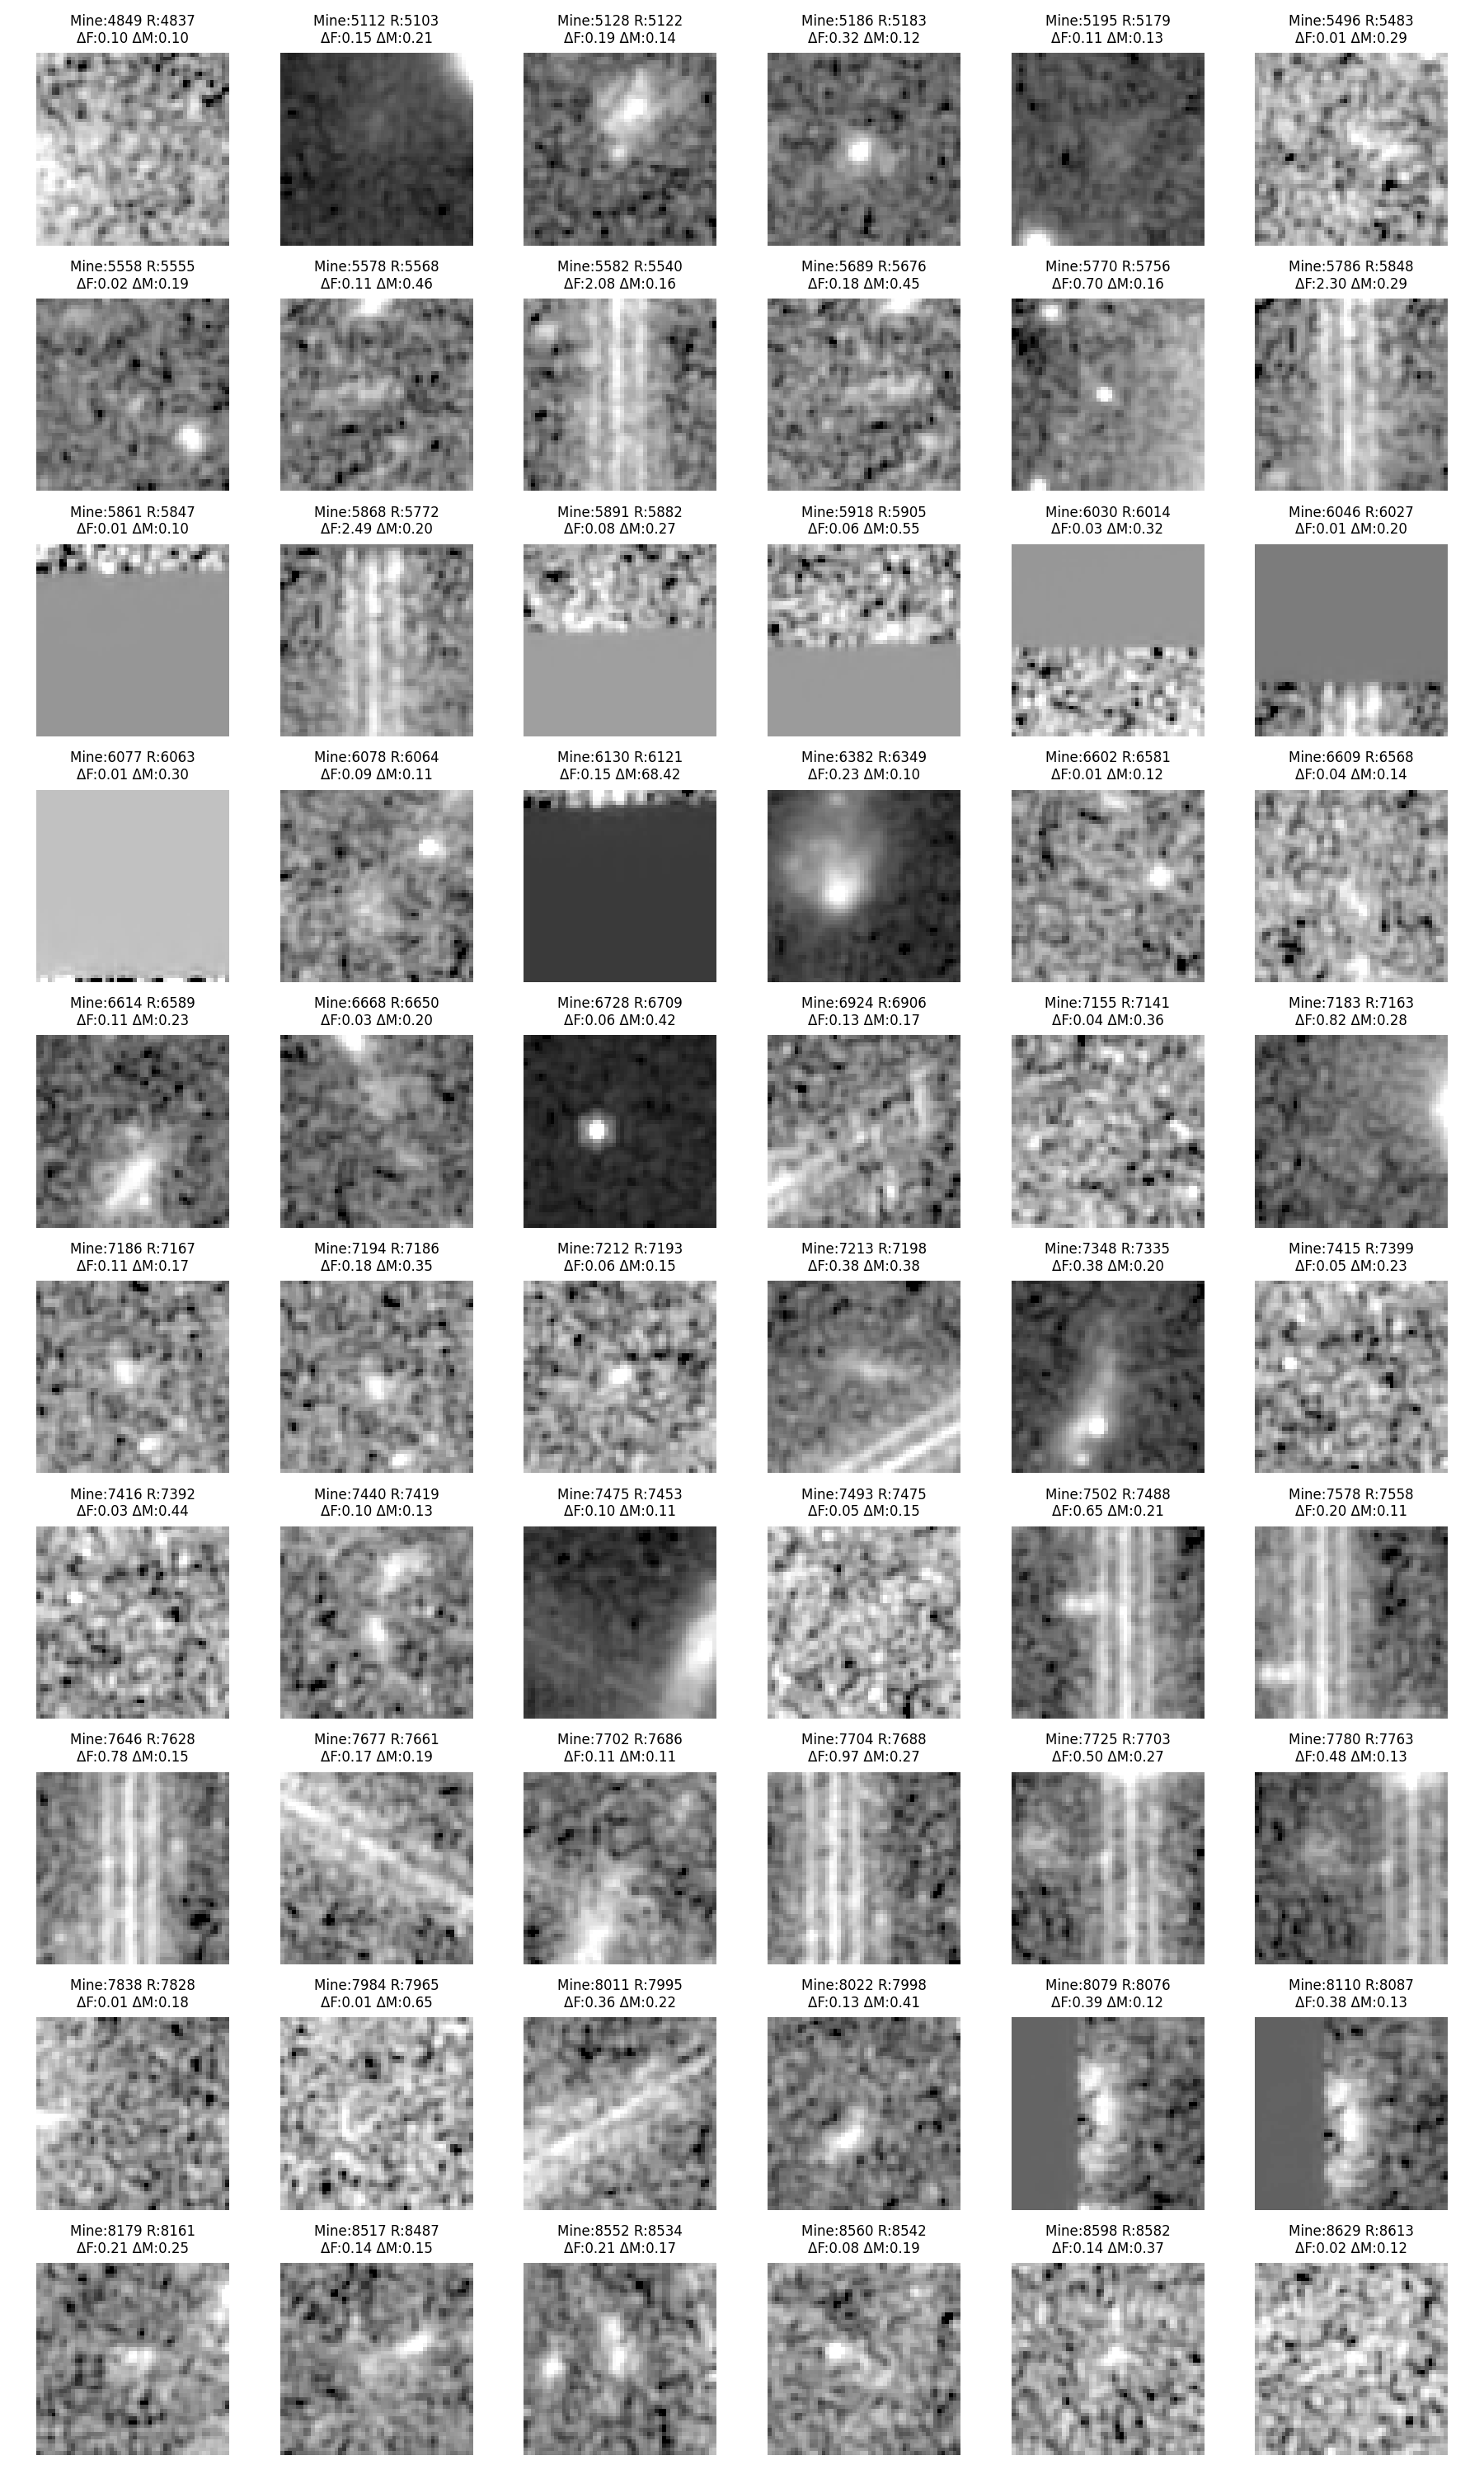 Mine:4849 R:4837
ΔF:0.10 ΔM:0.10
Mine:5112 R:5103
ΔF:0.15 ΔM:0.21
Mine:5128 R:5122
ΔF:0.19 ΔM:0.14
Mine:5186 R:5183
ΔF:0.32 ΔM:0.12
Mine:5195 R:5179
ΔF:0.11 ΔM:0.13
Mine:5496 R:5483
ΔF:0.01 ΔM:0.29
Mine:5558 R:5555
ΔF:0.02 ΔM:0.19
Mine:5578 R:5568
ΔF:0.11 ΔM:0.46
Mine:5582 R:5540
ΔF:2.08 ΔM:0.16
Mine:5689 R:5676
ΔF:0.18 ΔM:0.45
Mine:5770 R:5756
ΔF:0.70 ΔM:0.16
Mine:5786 R:5848
ΔF:2.30 ΔM:0.29
Mine:5861 R:5847
ΔF:0.01 ΔM:0.10
Mine:5868 R:5772
ΔF:2.49 ΔM:0.20
Mine:5891 R:5882
ΔF:0.08 ΔM:0.27
Mine:5918 R:5905
ΔF:0.06 ΔM:0.55
Mine:6030 R:6014
ΔF:0.03 ΔM:0.32
Mine:6046 R:6027
ΔF:0.01 ΔM:0.20
Mine:6077 R:6063
ΔF:0.01 ΔM:0.30
Mine:6078 R:6064
ΔF:0.09 ΔM:0.11
Mine:6130 R:6121
ΔF:0.15 ΔM:68.42
Mine:6382 R:6349
ΔF:0.23 ΔM:0.10
Mine:6602 R:6581
ΔF:0.01 ΔM:0.12
Mine:6609 R:6568
ΔF:0.04 ΔM:0.14
Mine:6614 R:6589
ΔF:0.11 ΔM:0.23
Mine:6668 R:6650
ΔF:0.03 ΔM:0.20
Mine:6728 R:6709
ΔF:0.06 ΔM:0.42
Mine:6924 R:6906
ΔF:0.13 ΔM:0.17
Mine:7155 R:7141
ΔF:0.04 ΔM:0.36
Mine:7183 R:7163
ΔF:0.82 ΔM:0.28
Mine:7186 R:7167
ΔF:0.11 ΔM:0.17
Mine:7194 R:7186
ΔF:0.18 ΔM:0.35
Mine:7212 R:7193
ΔF:0.06 ΔM:0.15
Mine:7213 R:7198
ΔF:0.38 ΔM:0.38
Mine:7348 R:7335
ΔF:0.38 ΔM:0.20
Mine:7415 R:7399
ΔF:0.05 ΔM:0.23
Mine:7416 R:7392
ΔF:0.03 ΔM:0.44
Mine:7440 R:7419
ΔF:0.10 ΔM:0.13
Mine:7475 R:7453
ΔF:0.10 ΔM:0.11
Mine:7493 R:7475
ΔF:0.05 ΔM:0.15
Mine:7502 R:7488
ΔF:0.65 ΔM:0.21
Mine:7578 R:7558
ΔF:0.20 ΔM:0.11
Mine:7646 R:7628
ΔF:0.78 ΔM:0.15
Mine:7677 R:7661
ΔF:0.17 ΔM:0.19
Mine:7702 R:7686
ΔF:0.11 ΔM:0.11
Mine:7704 R:7688
ΔF:0.97 ΔM:0.27
Mine:7725 R:7703
ΔF:0.50 ΔM:0.27
Mine:7780 R:7763
ΔF:0.48 ΔM:0.13
Mine:7838 R:7828
ΔF:0.01 ΔM:0.18
Mine:7984 R:7965
ΔF:0.01 ΔM:0.65
Mine:8011 R:7995
ΔF:0.36 ΔM:0.22
Mine:8022 R:7998
ΔF:0.13 ΔM:0.41
Mine:8079 R:8076
ΔF:0.39 ΔM:0.12
Mine:8110 R:8087
ΔF:0.38 ΔM:0.13
Mine:8179 R:8161
ΔF:0.21 ΔM:0.25
Mine:8517 R:8487
ΔF:0.14 ΔM:0.15
Mine:8552 R:8534
ΔF:0.21 ΔM:0.17
Mine:8560 R:8542
ΔF:0.08 ΔM:0.19
Mine:8598 R:8582
ΔF:0.14 ΔM:0.37
Mine:8629 R:8613
ΔF:0.02 ΔM:0.12